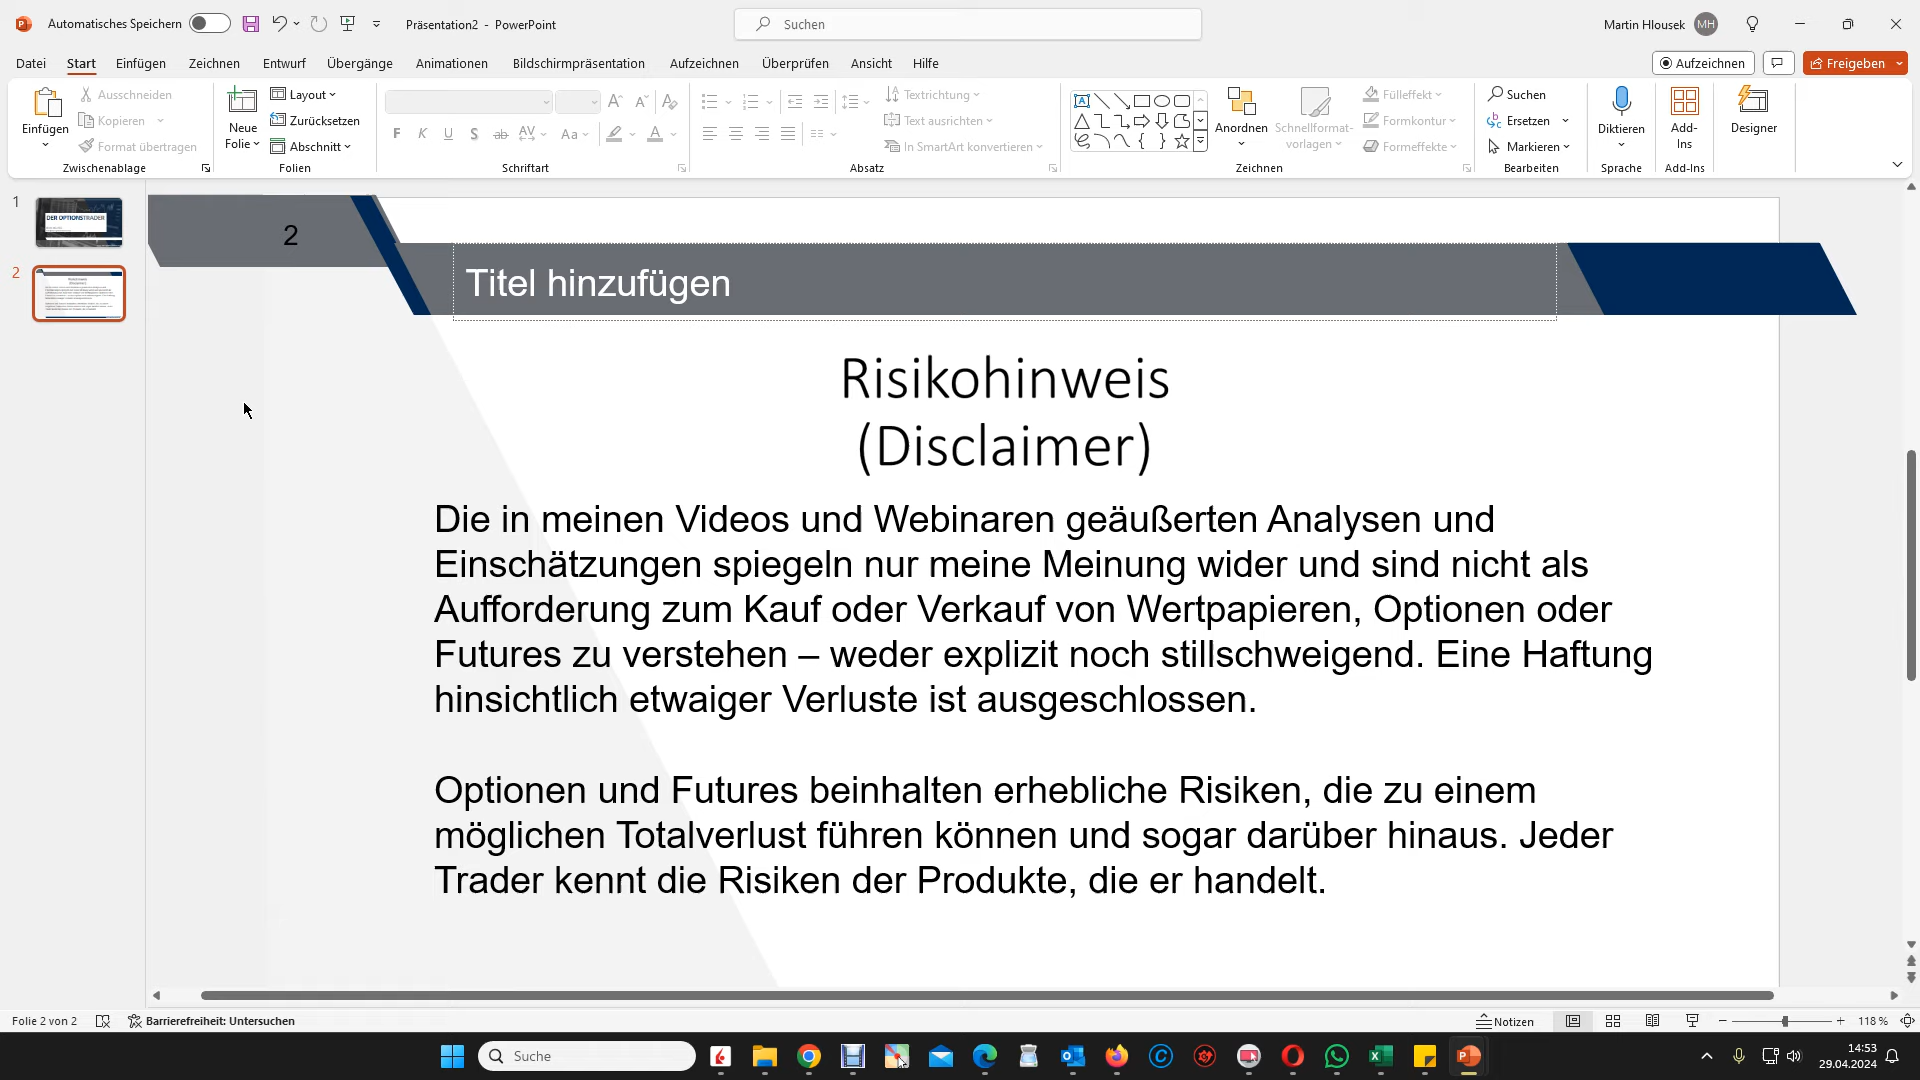 Automatisches Speichern
Präsentation2 - PowerPoint
Suchen
Martin Hlousek
MH
Datei
Start
Einfügen
Zeichnen
Entwurf
Übergänge
Animationen
Bildschirmpräsentation
Aufzeichnen
Überprüfen
Ansicht
Hilfe
Aufzeichnen
Freigeben
Einfügen
Ausschneiden
Kopieren
Format übertragen
Zwischenablage
Neue
Folie
Layout
Zurücksetzen
Abschnitt
Folien
F K U S ab AV Aa A
Schriftart
Textrichtung
Text ausrichten
In SmartArt konvertieren
Absatz
Anordnen
Schnellformat-
vorlagen
Fülleffekt
Formkontur
Formeffekte
Zeichnen
Suchen
Ersetzen
Markieren
Bearbeiten
Diktieren
Sprache
Add-
Ins
Add-Ins
Designer
1
DER OPTIONSTRADER
2
2
Titel hinzufügen
Risikohinweis
(Disclaimer)
Die in meinen Videos und Webinaren geäußerten Analysen und
Einschätzungen spiegeln nur meine Meinung wider und sind nicht als
Aufforderung zum Kauf oder Verkauf von Wertpapieren, Optionen oder
Futures zu verstehen – weder explizit noch stillschweigend. Eine Haftung
hinsichtlich etwaiger Verluste ist ausgeschlossen.
Optionen und Futures beinhalten erhebliche Risiken, die zu einem
möglichen Totalverlust führen können und sogar darüber hinaus. Jeder
Trader kennt die Risiken der Produkte, die er handelt.
Folie 2 von 2
Barrierefreiheit: Untersuchen
Notizen
118 %
Suche
14:53
29.04.2024